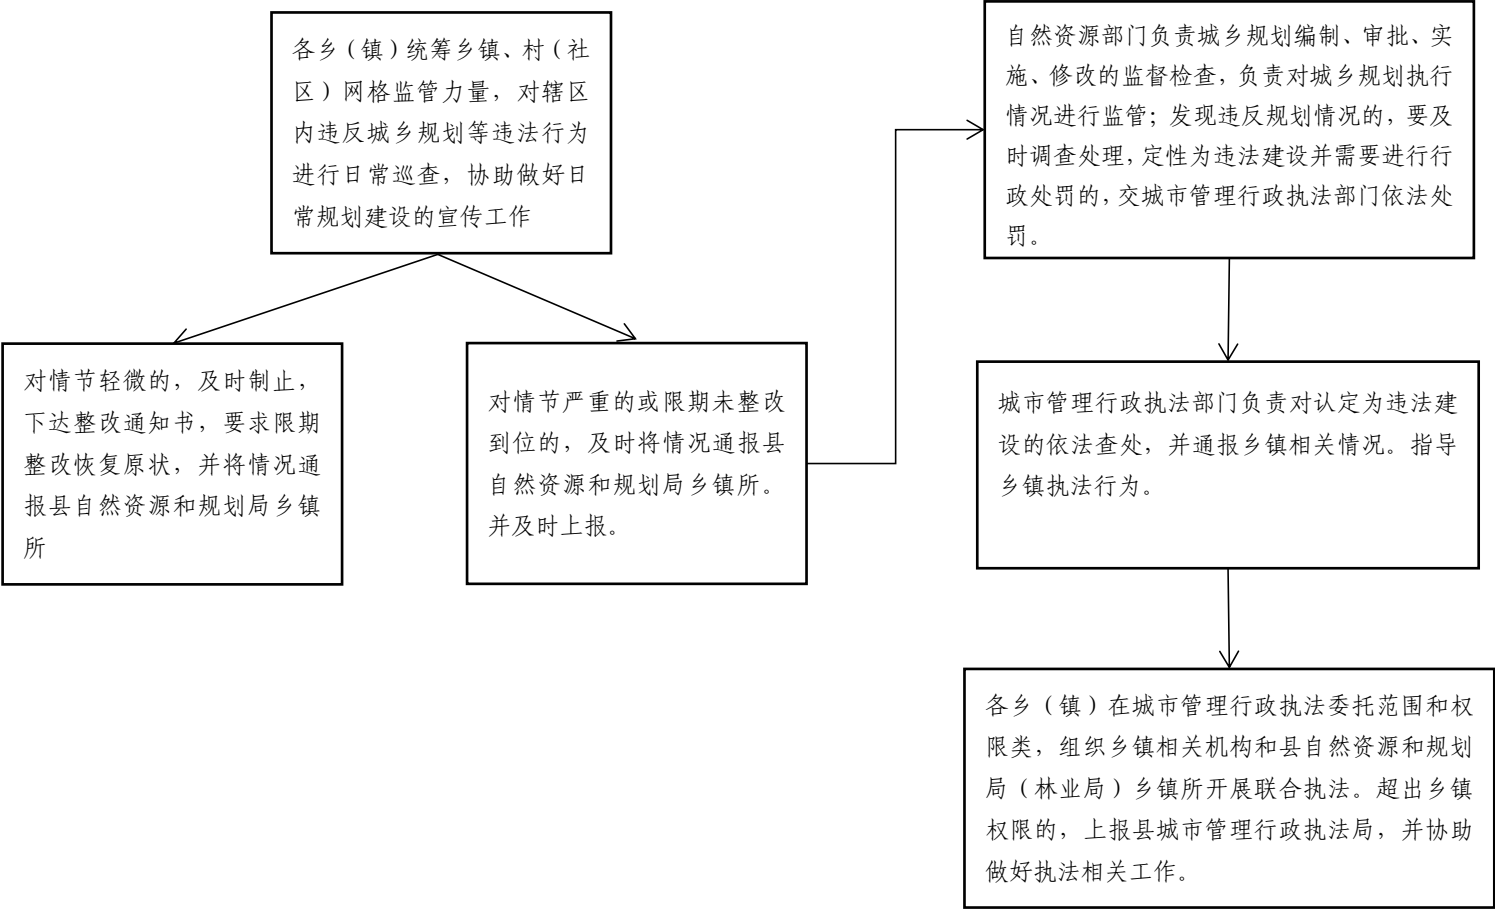 各乡（镇）统筹乡镇、村（社
区）网格监管力量，对辖区
内违反城乡规划等违法行为
进行日常巡查，协助做好日
常规划建设的宣传工作
对情节轻微的，及时制止，
下达整改通知书，要求限期
整改恢复原状，并将情况通
报县自然资源和规划局乡镇
所
对情节严重的或限期未整改
到位的，及时将情况通报县
自然资源和规划局乡镇所。
并及时上报。
自然资源部门负责城乡规划编制、审批、实
施、修改的监督检查，负责对城乡规划执行
情况进行监管；发现违反规划情况的，要及
时调查处理，定性为违法建设并需要进行行
政处罚的，交城市管理行政执法部门依法处
罚。
城市管理行政执法部门负责对认定为违法建
设的依法查处，并通报乡镇相关情况。指导
乡镇执法行为。
各乡（镇）在城市管理行政执法委托范围和权
限类，组织乡镇相关机构和县自然资源和规划
局（林业局）乡镇所开展联合执法。超出乡镇
权限的，上报县城市管理行政执法局，并协助
做好执法相关工作。